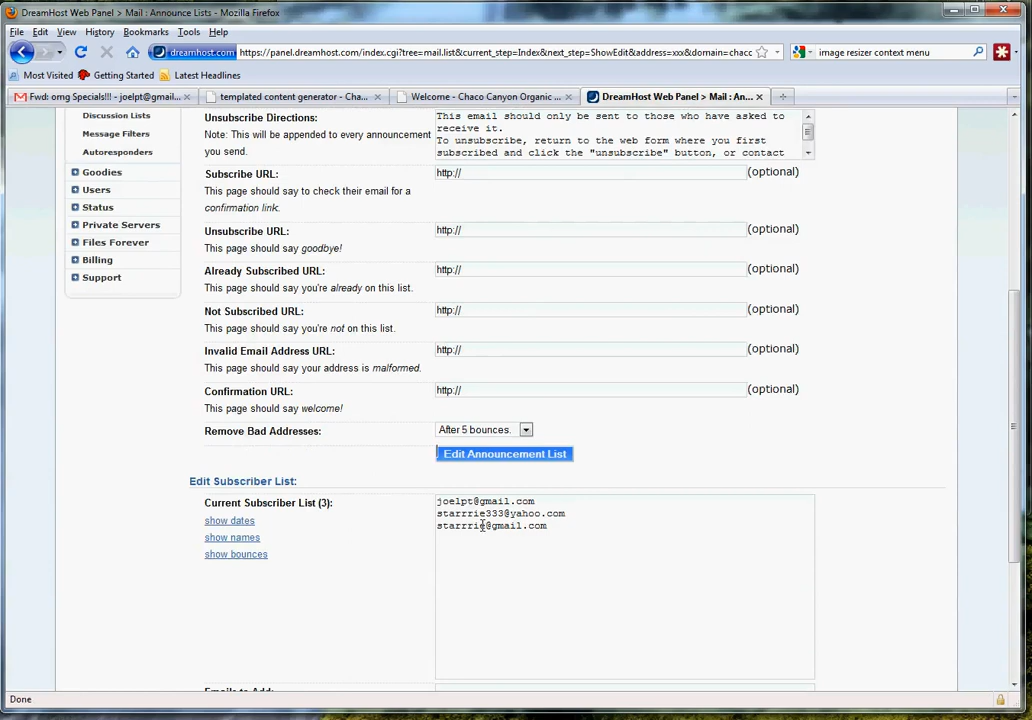 DreamHost Web Panel > Mail : Announce Lists - Mozilla Firefox
File Edit View History Bookmarks Tools Help
dreamhost.com https://panel.dreamhost.com/index.cgi?tree=mail.list&current_step=Index&next_step=ShowEdit&address=xxx&domain=chacc
image resizer context menu
Most Visited Getting Started Latest Headlines
Fwd: omg Specials!!! - joelpt@gmail.... templated content generator - Cha... Welcome - Chaco Canyon Organic ... DreamHost Web Panel > Mail : An...
Discussion Lists
Message Filters
Autoresponders
Goodies
Users
Status
Private Servers
Files Forever
Billing
Support
Unsubscribe Directions:
Note: This will be appended to every announcement
you send.
This email should only be sent to those who have asked to
receive it.
To unsubscribe, return to the web form where you first
subscribed and click the "unsubscribe" button, or contact
Subscribe URL: http:// (optional)
This page should say to check their email for a
confirmation link.
Unsubscribe URL: http:// (optional)
This page should say goodbye!
Already Subscribed URL: http:// (optional)
This page should say you're already on this list.
Not Subscribed URL: http:// (optional)
This page should say you're not on this list.
Invalid Email Address URL: http:// (optional)
This page should say your address is malformed.
Confirmation URL: http:// (optional)
This page should say welcome!
Remove Bad Addresses: After 5 bounces.
Edit Announcement List
Edit Subscriber List:
Current Subscriber List (3):
show dates
show names
show bounces
joelpt@gmail.com
starrrie333@yahoo.com
starrrie@gmail.com
Emails to Add:
Done